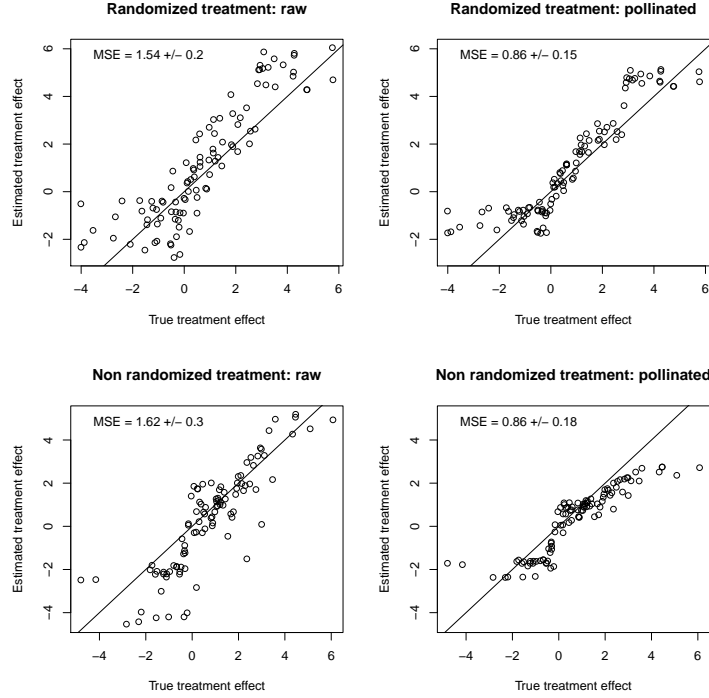 Randomized treatment: raw
MSE = 1.54 +/- 0.2
Estimated treatment effect
6
4
2
0
−2
−4 −2 0 2 4 6
True treatment effect
Randomized treatment: pollinated
MSE = 0.86 +/- 0.15
Estimated treatment effect
6
4
2
0
−2
−4 −2 0 2 4 6
True treatment effect
Non randomized treatment: raw
MSE = 1.62 +/- 0.3
Estimated treatment effect
4
2
0
−2
−4
−4 −2 0 2 4 6
True treatment effect
Non randomized treatment: pollinated
MSE = 0.86 +/- 0.18
Estimated treatment effect
4
2
0
−2
−4
−4 −2 0 2 4 6
True treatment effect